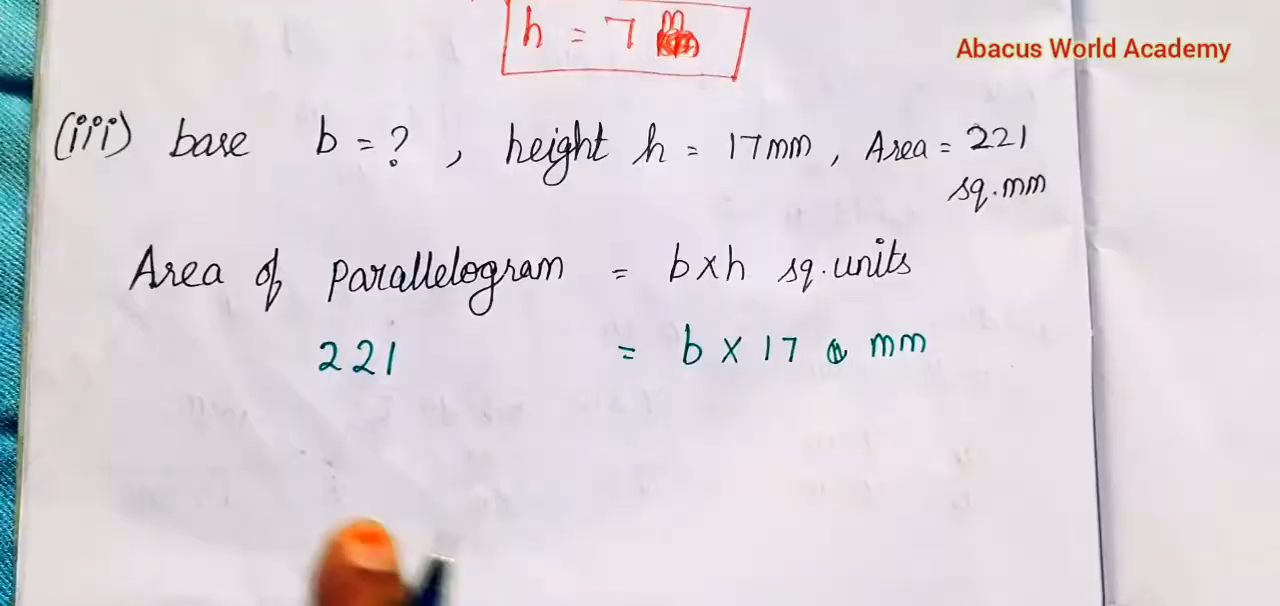 h = 7 m
Abacus World Academy
(iii) base b = ? , height h = 17mm , Area = 221
sq.mm
Area of parallelogram = b×h sq.units
221 = b × 17 mm